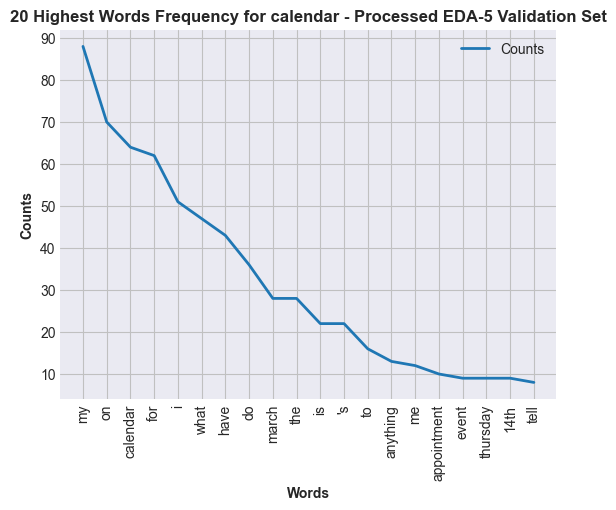 20 Highest Words Frequency for calendar - Processed EDA-5 Validation Set
Counts
90
80
70
60
50
40
30
20
10
Counts
my
on
calendar
for
i
what
have
do
march
the
is
's
to
anything
me
appointment
event
thursday
14th
tell
Words